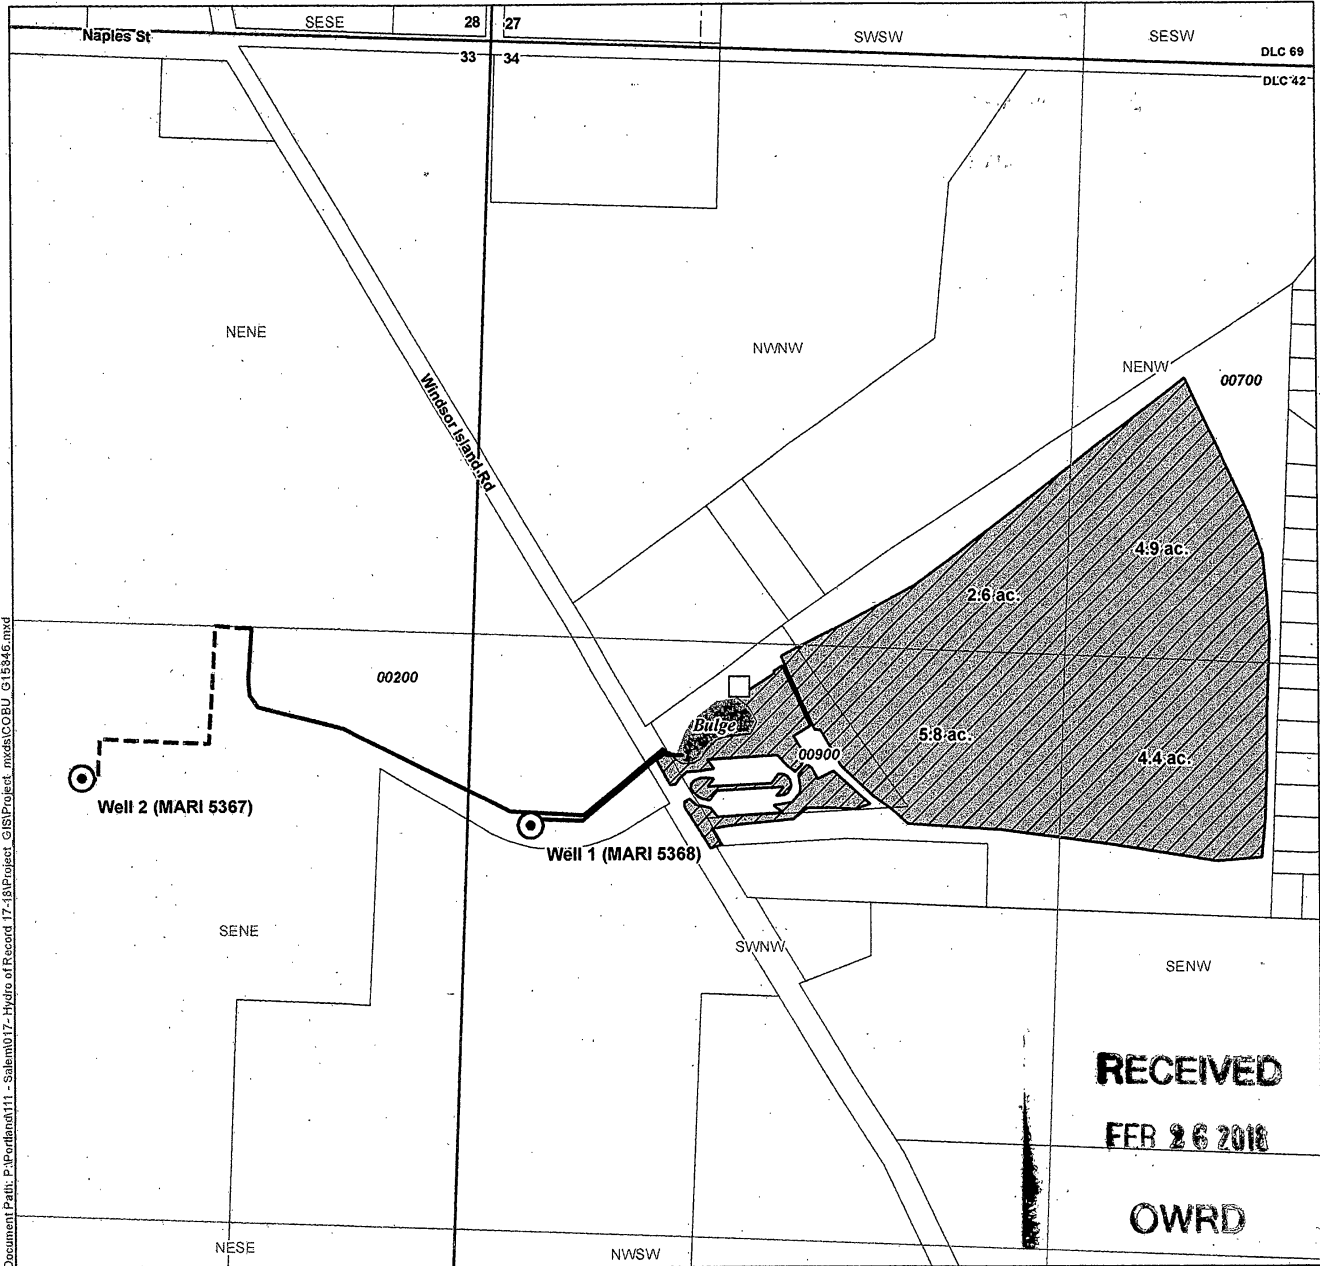 SESE
28
27
SWSW
SESW
Naples St
DLC 69
33
34
DLC 42
NENE
NWNW
NENW
00700
Windsor Island Rd
4.9 ac.
2.6 ac.
00200
Bulge
5.8 ac.
00900
4.4 ac.
Well 2 (MARI 5367)
Well 1 (MARI 5368)
SENE
SWNW
SENW
RECEIVED
FEB 26 2018
OWRD
NESE
NWSW
Document Path: P:\Portland\111 - Salem\017 - Hydro of Record 17-18\Project_GIS\Project_mxds\COBU_G15346.mxd